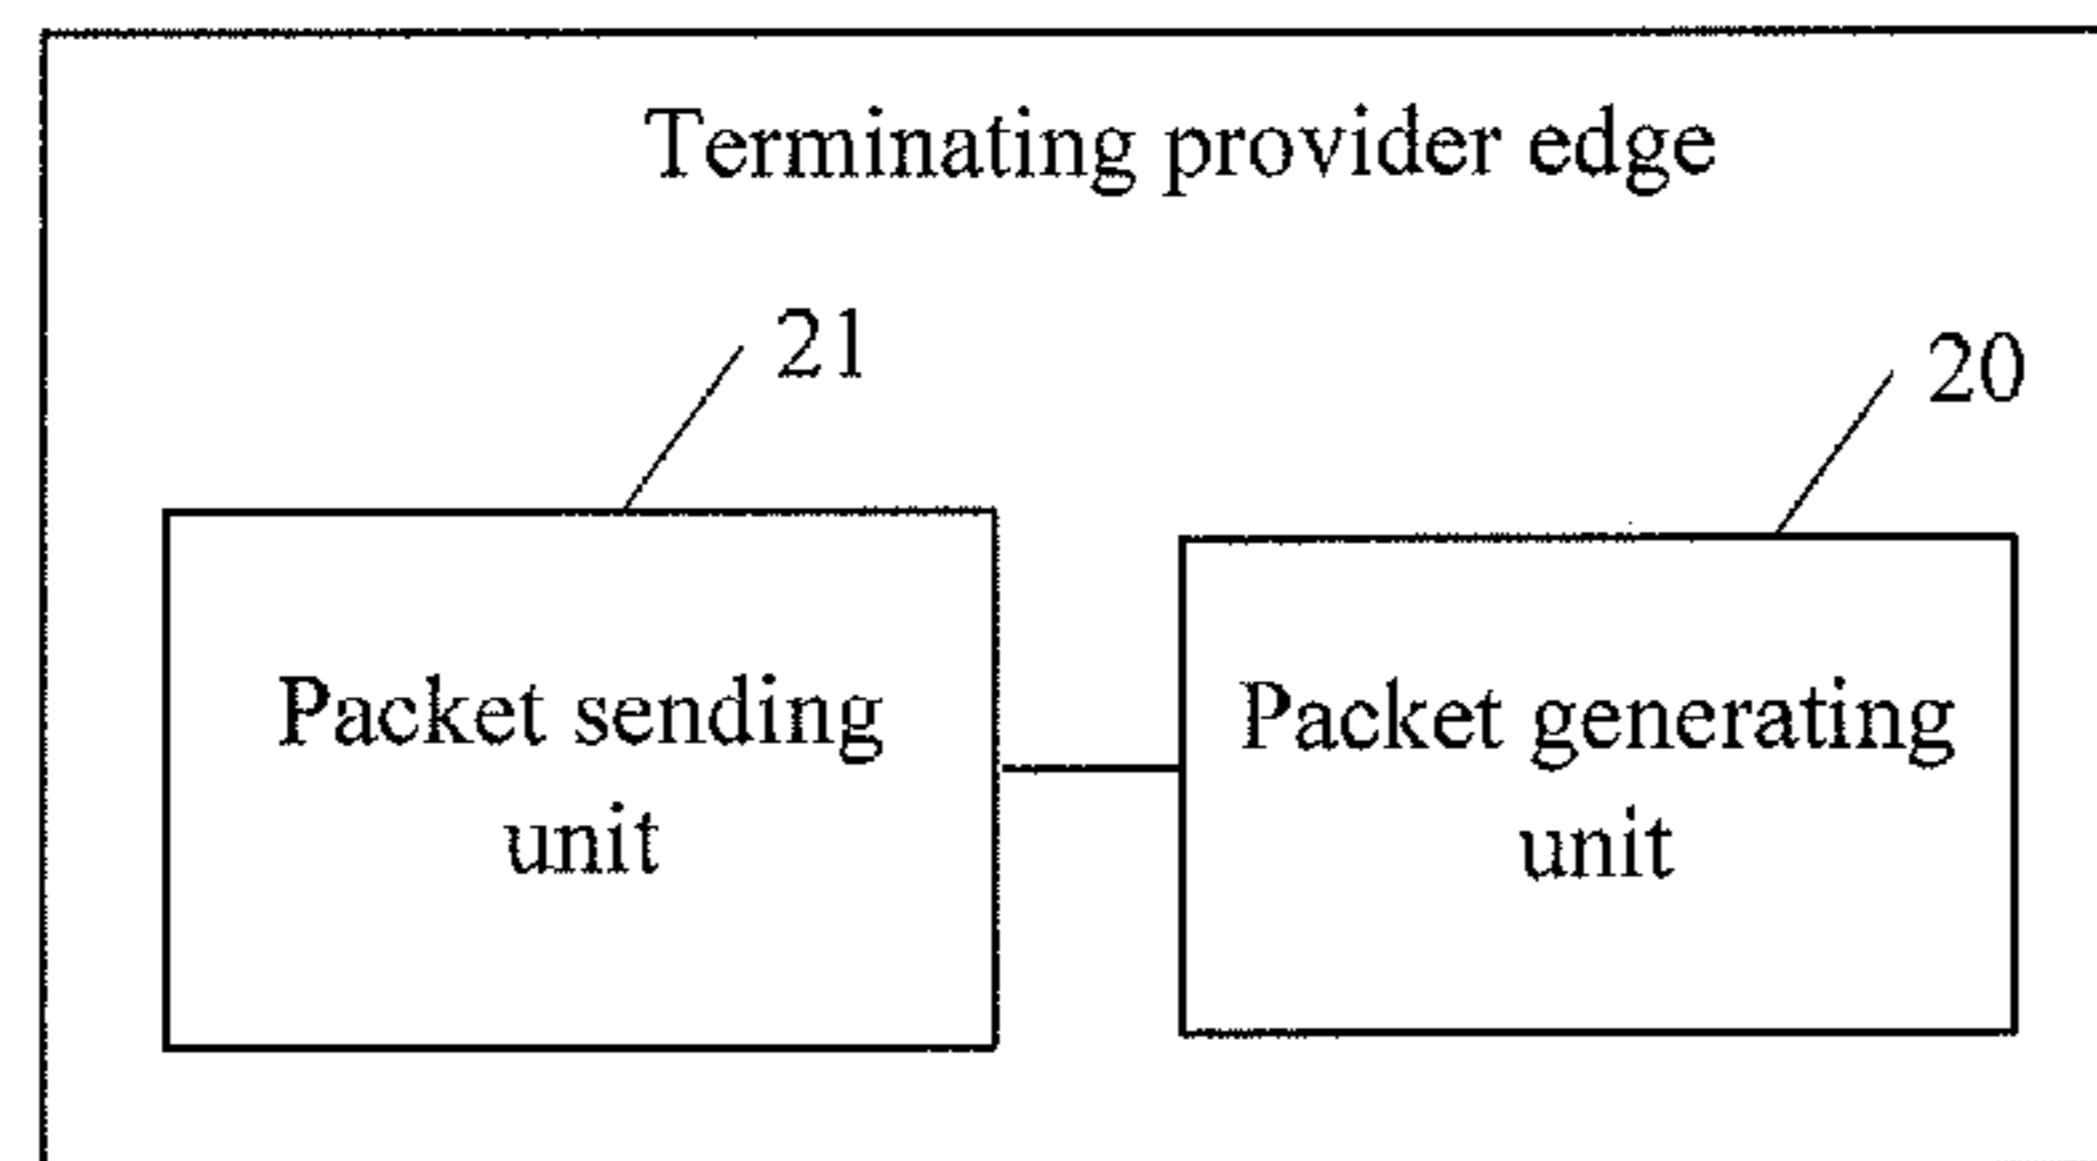 Terminating provider edge
21
20
Packet sending
unit
Packet generating
unit